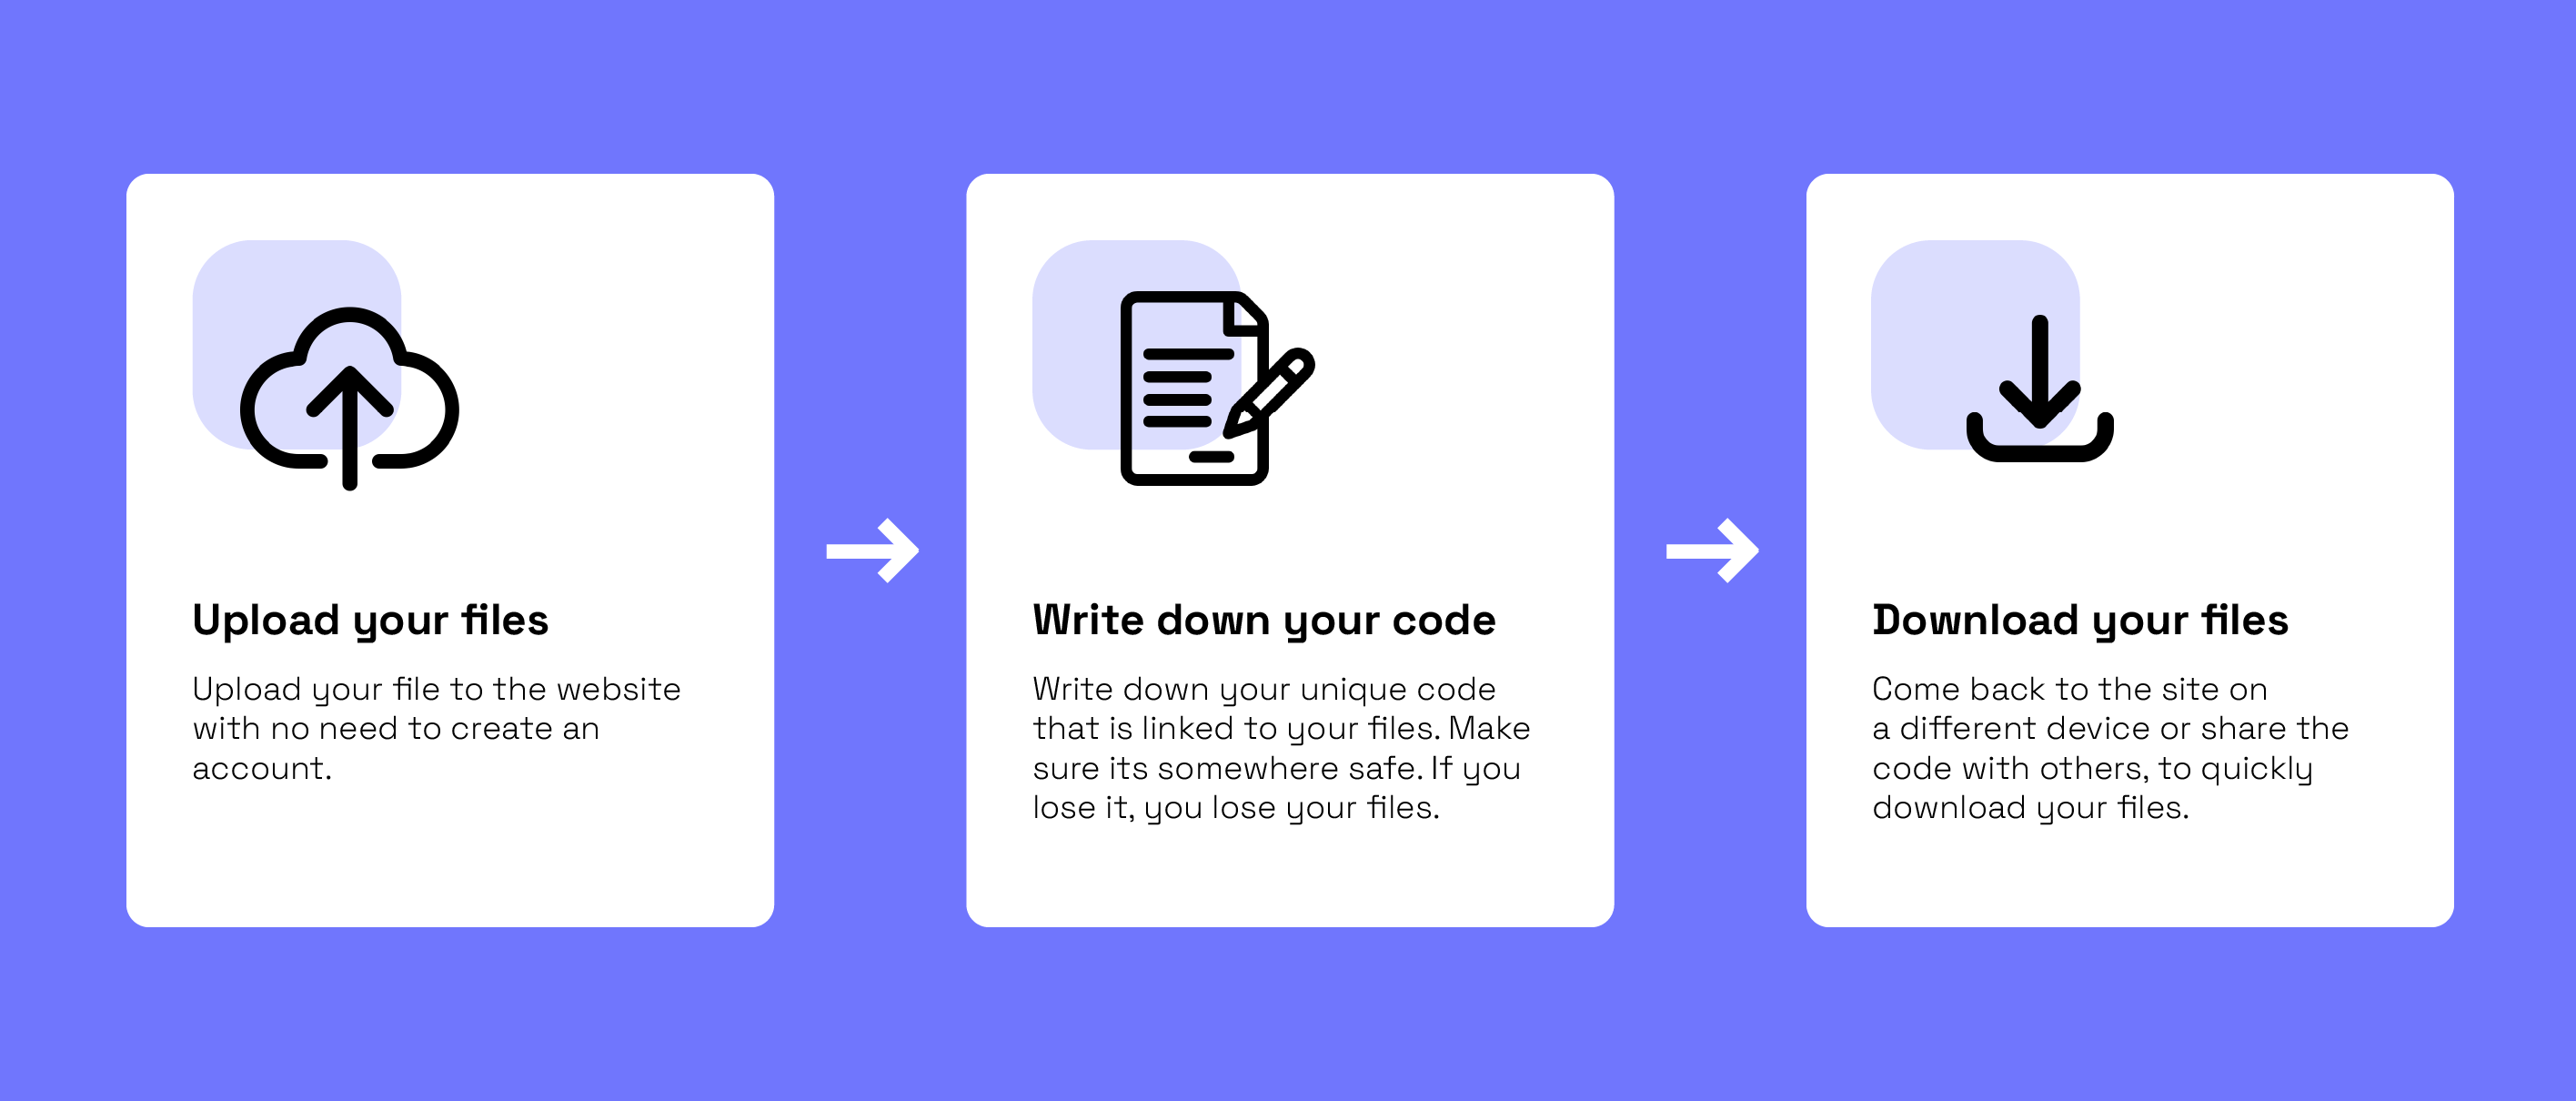 Upload your files
Upload your file to the website
with no need to create an
account.
Write down your code
Write down your unique code
that is linked to your files. Make
sure its somewhere safe. If you
lose it, you lose your files.
Download your files
Come back to the site on
a different device or share the
code with others, to quickly
download your files.